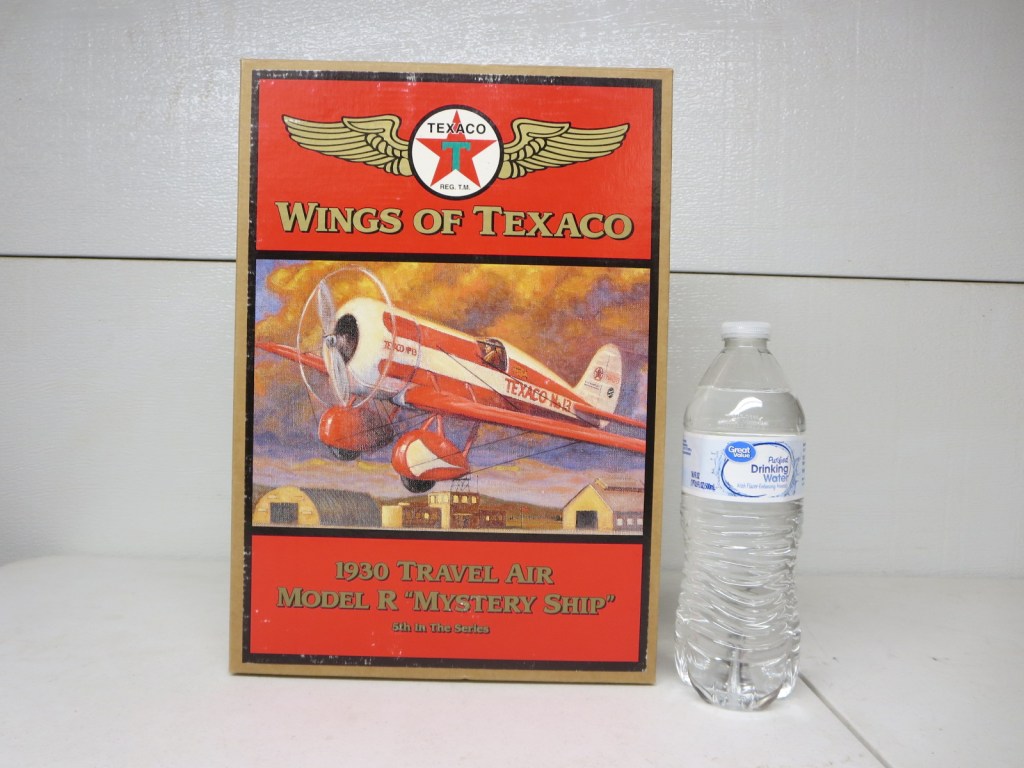 TEXACO
T
REG. T.M.
WINGS OF TEXACO
TEXACO No 13
TEXACO No. 13
1930 TRAVEL AIR
MODEL R "MYSTERY SHIP"
5th In The Series
Great
Value
Purified
Drinking
Water